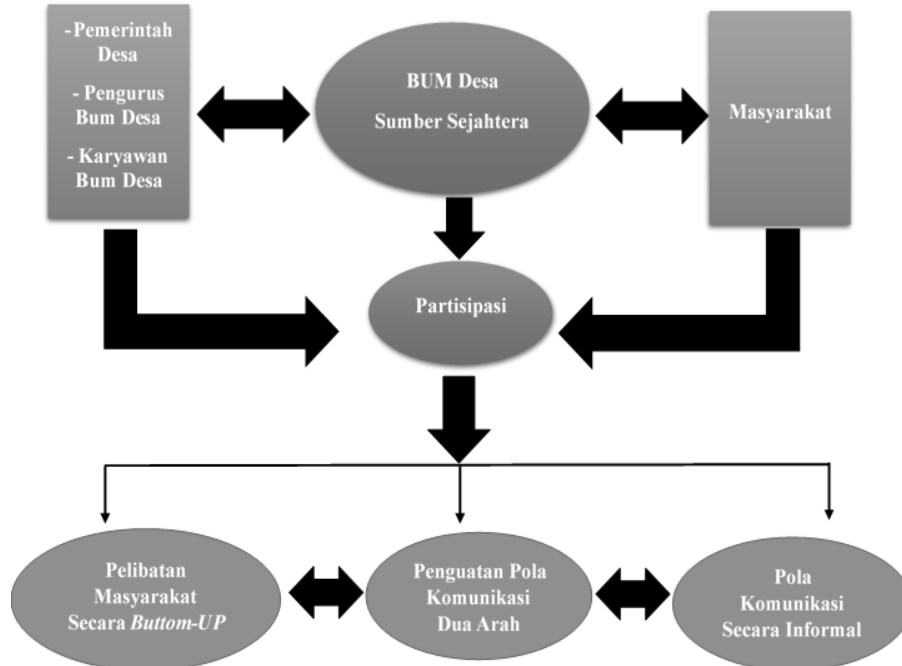 -Pemerintah
Desa
- Pengurus
Bum Desa
- Karyawan
Bum Desa
BUM Desa
Sumber Sejahtera
Masyarakat
Partisipasi
Pelibatan
Masyarakat
Secara Buttom-UP
Penguatan Pola
Komunikasi
Dua Arah
Pola
Komunikasi
Secara Informal